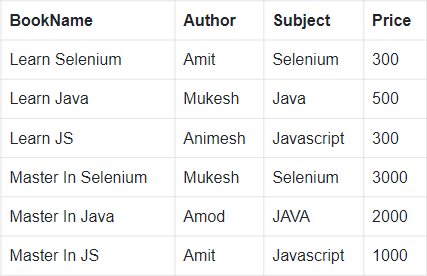 BookName Author Subject Price
Learn Selenium Amit Selenium 300
Learn Java Mukesh Java 500
Learn JS Animesh Javascript 300
Master In Selenium Mukesh Selenium 3000
Master In Java Amod JAVA 2000
Master In JS Amit Javascript 1000